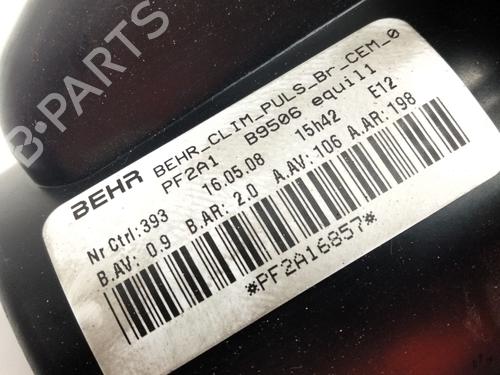 B-PARTS
BEHR BEHR_CLIM_PULS_Br_CEM_0
PF2A1 B9506 equil1
Nr Ctrl:393 16.05.08 15h42 E12
B.AV: 0.9 B.AR: 2.0 A.AV: 106 A.AR: 198
*PF2A16857*